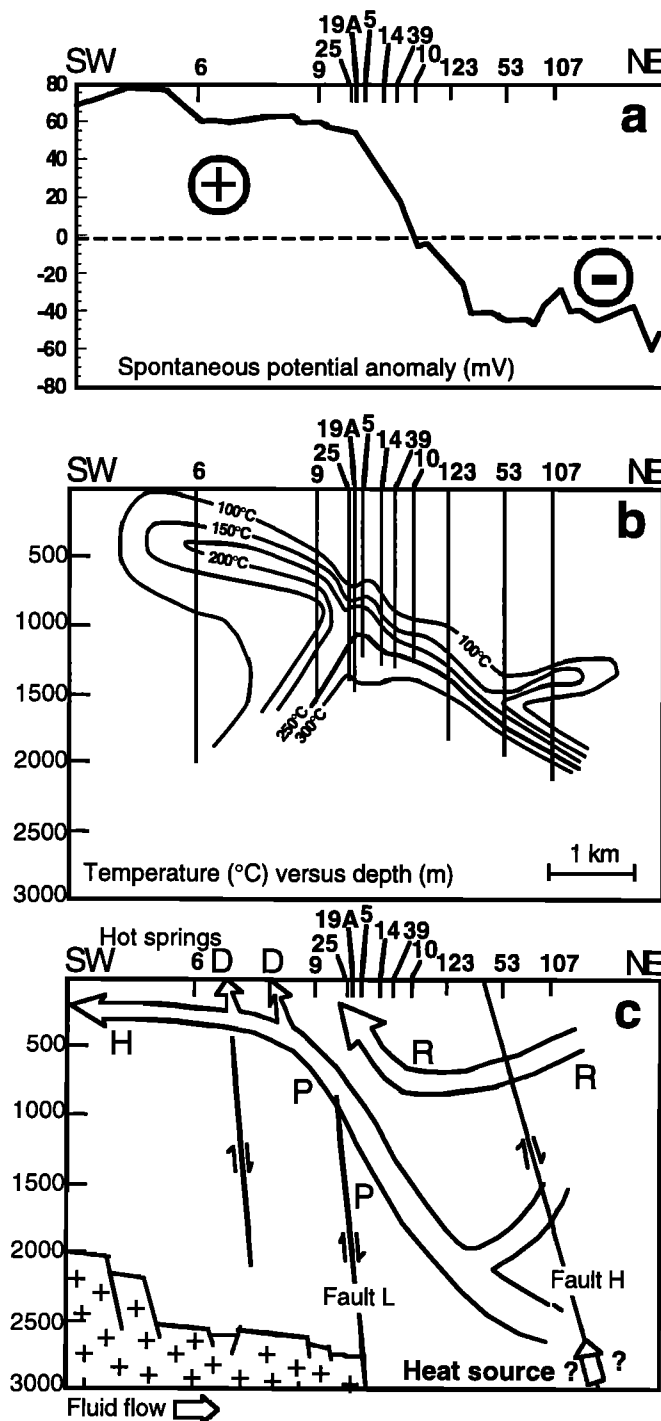 19A 5
25 14 39
SW 6 9 10 123 53 107 NE
80
60
40
20
0
-20
-40
-60
-80
a
+
-
Spontaneous potential anomaly (mV)
19A 5
25 14 39
SW 6 9 10 123 53 107 NE
b
500
1000
1500
2000
2500
3000
100°C
150°C
200°C
250°C
300°C
100°C
1 km
Temperature (°C) versus depth (m)
Hot springs
19A 5
25 14 39
SW 6 D D 9 10 123 53 107 NE
c
500
1000
1500
2000
2500
3000
H
R
R
P
P
Fault L
Fault H
Heat source ? ?
Fluid flow